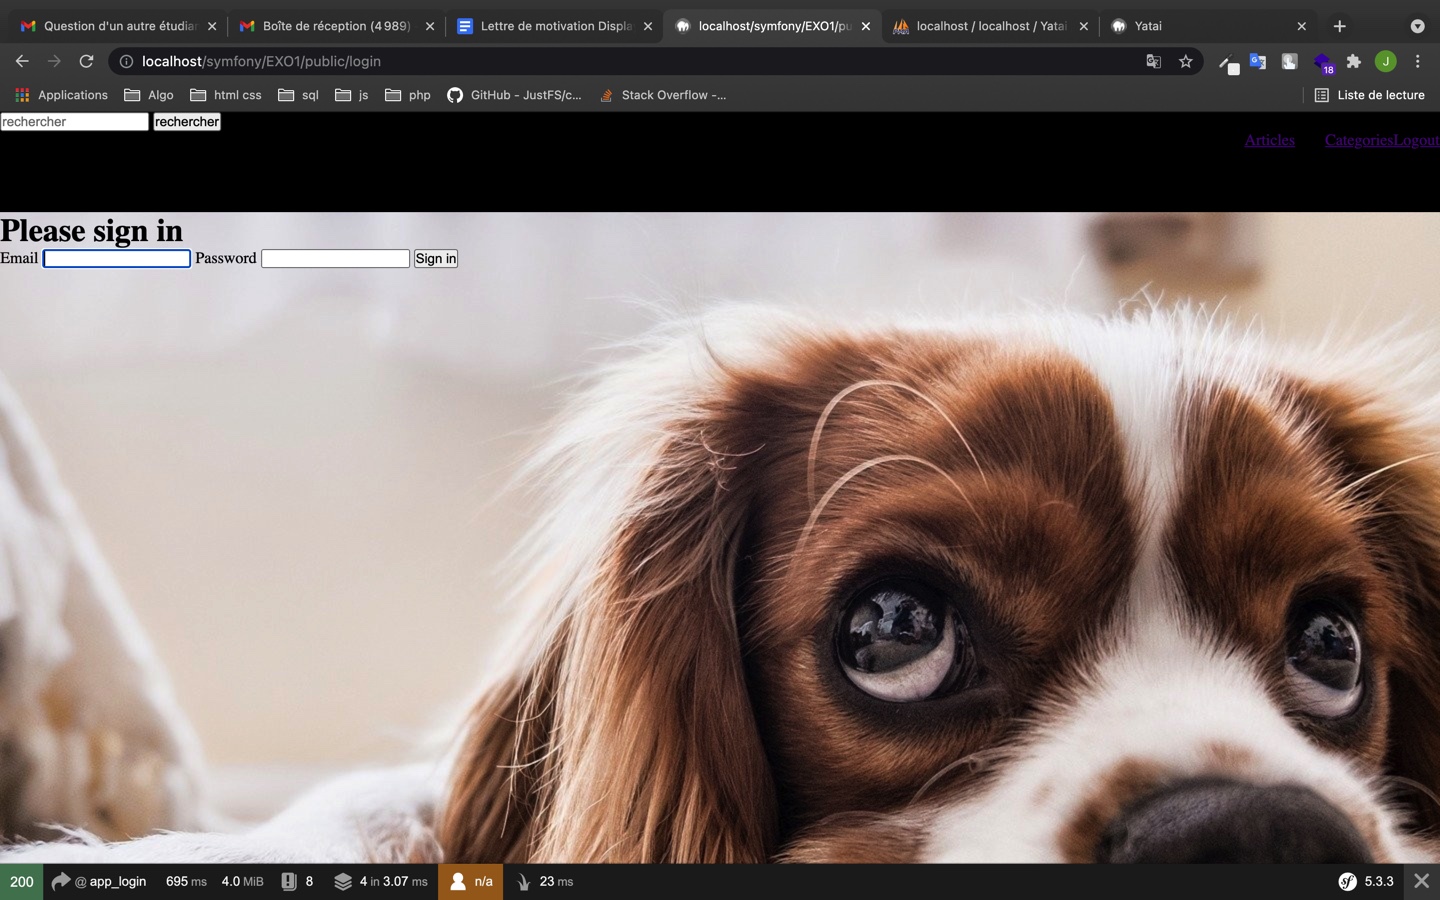 Question d'un autre étudian
Boîte de réception (4 989)
Lettre de motivation Displa
localhost/symfony/EXO1/pu
localhost / localhost / Yatai
Yatai
localhost/symfony/EXO1/public/login
18
J
Applications
Algo
html css
sql
js
php
GitHub - JustFS/c...
Stack Overflow -...
Liste de lecture
rechercher
rechercher
Articles
CategoriesLogout
Please sign in
Email
Password
Sign in
200
@ app_login
695 ms
4.0 MiB
8
4 in 3.07 ms
n/a
23 ms
sf
5.3.3